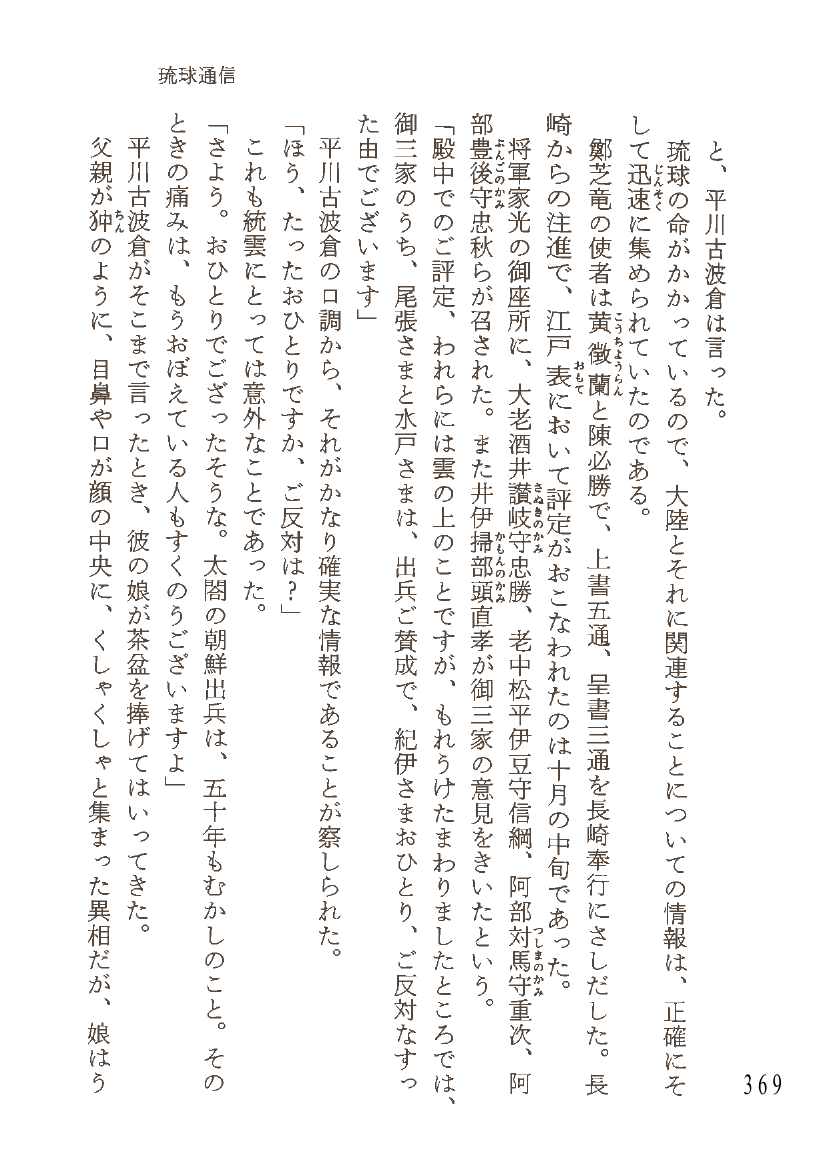 琉球通信
と、平川古波倉は言った。
琉球の命がかかっているので、大陸とそれに関連することについての情報は、正確にそ
して迅速に集められていたのである。
鄭芝竜の使者は黄徴蘭と陳必勝で、上書五通、呈書三通を長崎奉行にさしだした。長
崎からの注進で、江戸表において評定がおこなわれたのは十月の中旬であった。
将軍家光の御座所に、大老酒井讃岐守忠勝、老中松平伊豆守信綱、阿部対馬守重次、阿
部豊後守忠秋らが召された。また井伊掃部頭直孝が御三家の意見をきいたという。
「殿中でのご評定、われらには雲の上のことですが、もれうけたまわりましたところでは、
御三家のうち、尾張さまと水戸さまは、出兵ご賛成で、紀伊さまおひとり、ご反対なすっ
た由でございます」
平川古波倉の口調から、それがかなり確実な情報であることが察しられた。
「ほう、たったおひとりですか、ご反対は?」
これも統雲にとっては意外なことであった。
「さよう。おひとりでござったそうな。太閤の朝鮮出兵は、五十年もむかしのこと。その
ときの痛みは、もうおぼえている人もすくのうございますよ」
平川古波倉がそこまで言ったとき、彼の娘が茶盆を捧げてはいってきた。
父親が狆のように、目鼻や口が顔の中央に、くしゃくしゃと集まった異相だが、娘はう
369